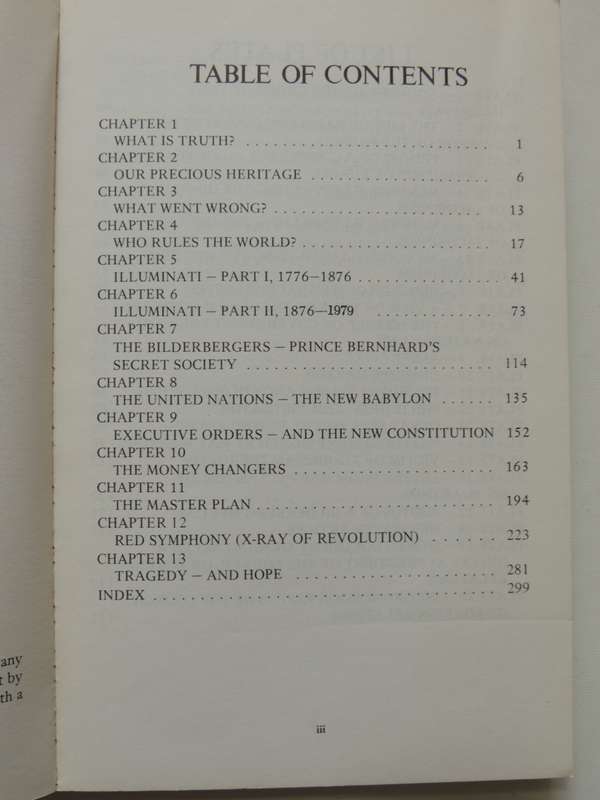 TABLE OF CONTENTS
CHAPTER 1
WHAT IS TRUTH? . . . . . . . . . . . . . . . . . . . . . . . . . . . 1
CHAPTER 2
OUR PRECIOUS HERITAGE . . . . . . . . . . . . . . . . . . . . 6
CHAPTER 3
WHAT WENT WRONG? . . . . . . . . . . . . . . . . . . . . . . . 13
CHAPTER 4
WHO RULES THE WORLD? . . . . . . . . . . . . . . . . . . . . . 17
CHAPTER 5
ILLUMINATI – PART I, 1776–1876 . . . . . . . . . . . . . . . 41
CHAPTER 6
ILLUMINATI – PART II, 1876—1979 . . . . . . . . . . . . . 73
CHAPTER 7
THE BILDERBERGERS – PRINCE BERNHARD'S
SECRET SOCIETY . . . . . . . . . . . . . . . . . . . . . . . . . . . 114
CHAPTER 8
THE UNITED NATIONS – THE NEW BABYLON . . . . . . 135
CHAPTER 9
EXECUTIVE ORDERS – AND THE NEW CONSTITUTION 152
CHAPTER 10
THE MONEY CHANGERS . . . . . . . . . . . . . . . . . . . . . . 163
CHAPTER 11
THE MASTER PLAN . . . . . . . . . . . . . . . . . . . . . . . . . . 194
CHAPTER 12
RED SYMPHONY (X-RAY OF REVOLUTION) . . . . . . . 223
CHAPTER 13
TRAGEDY – AND HOPE . . . . . . . . . . . . . . . . . . . . . . 281
INDEX . . . . . . . . . . . . . . . . . . . . . . . . . . . . . . . . . . . . . 299
any
by
th a
iii